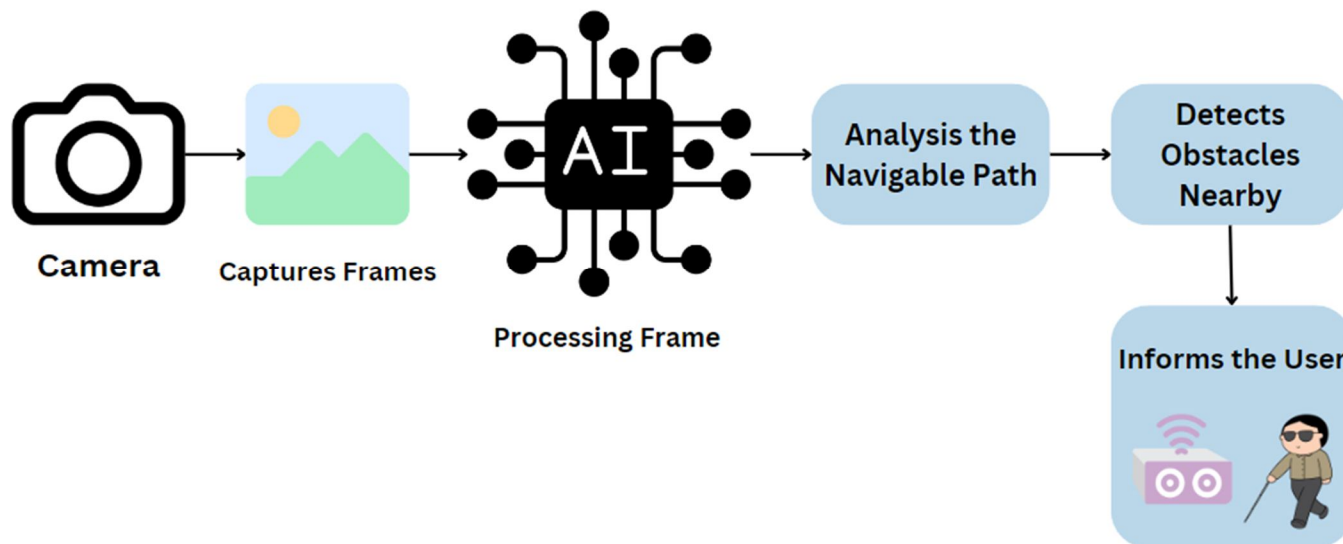 Camera
Captures Frames
AI
Processing Frame
Analysis the
Navigable Path
Detects
Obstacles
Nearby
Informs the User